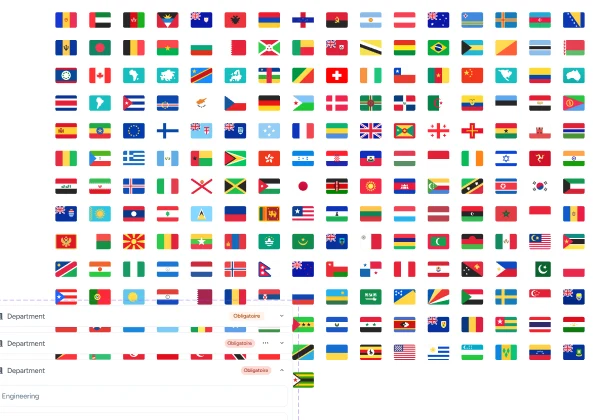 Department Obligatoire
Department Obligatoire ...
Department Obligatoire
Engineering